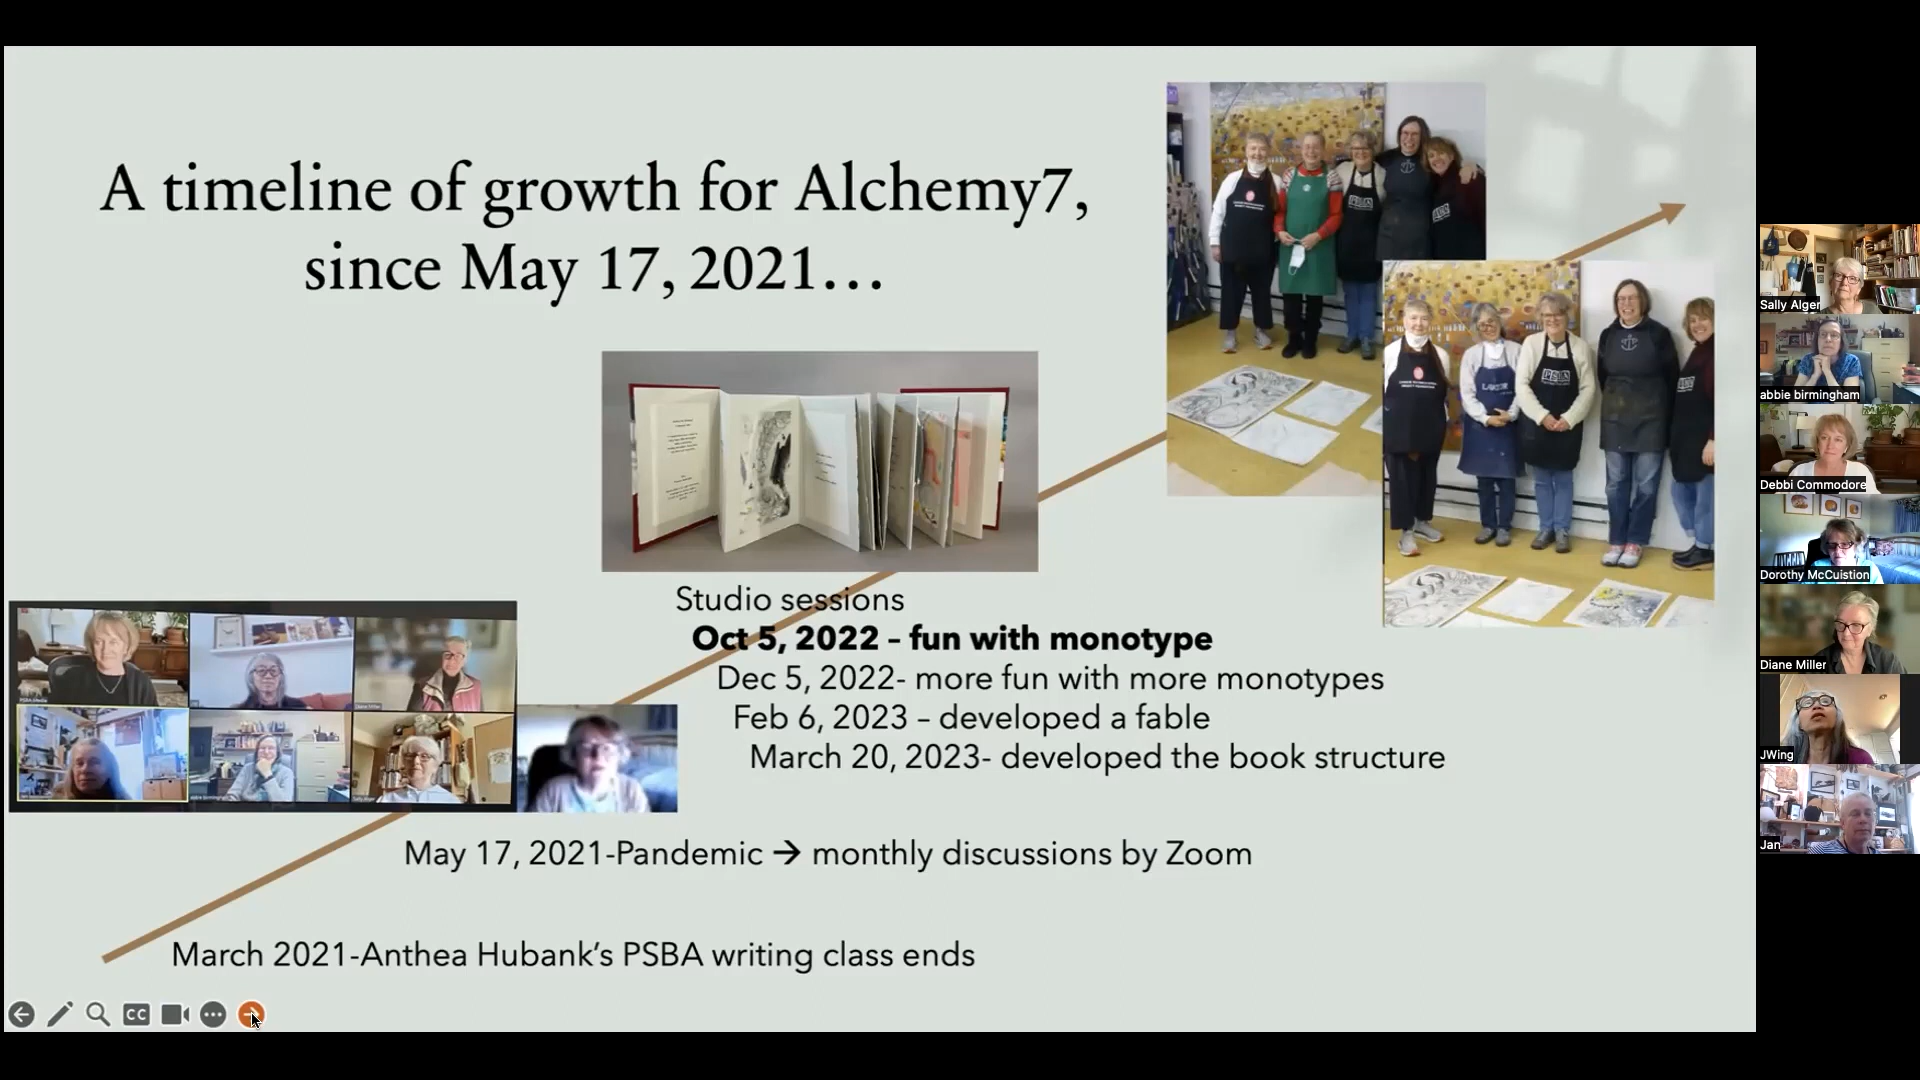 A timeline of growth for Alchemy7,
since May 17, 2021…
Studio sessions
Oct 5, 2022 – fun with monotype
Dec 5, 2022- more fun with more monotypes
Feb 6, 2023 – developed a fable
March 20, 2023- developed the book structure
May 17, 2021-Pandemic → monthly discussions by Zoom
March 2021-Anthea Hubank’s PSBA writing class ends
CC
Sally Alger
abbie birmingham
Debbi Commodore
Dorothy McCuistion
Diane Miller
JWing
Jan